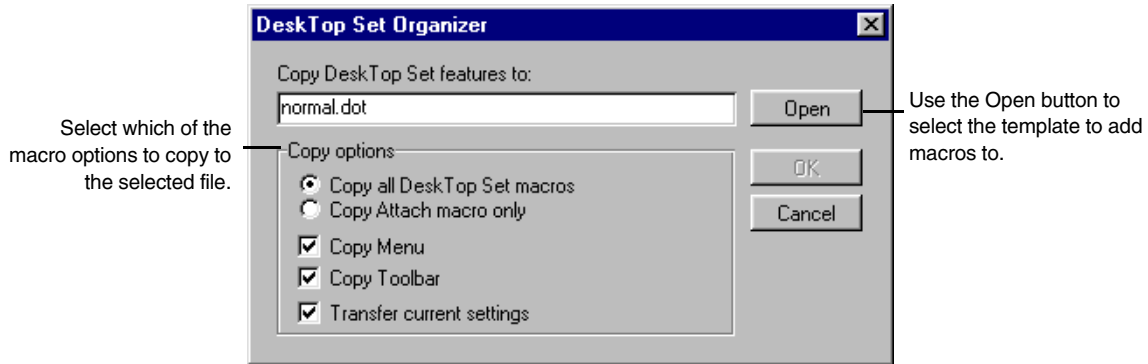 DeskTop Set Organizer
Copy DeskTop Set features to:
normal.dot
Open
Use the Open button to
select the template to add
macros to.
Select which of the
macro options to copy to
the selected file.
Copy options
Copy all DeskTop Set macros
Copy Attach macro only
Copy Menu
Copy Toolbar
Transfer current settings
OK
Cancel